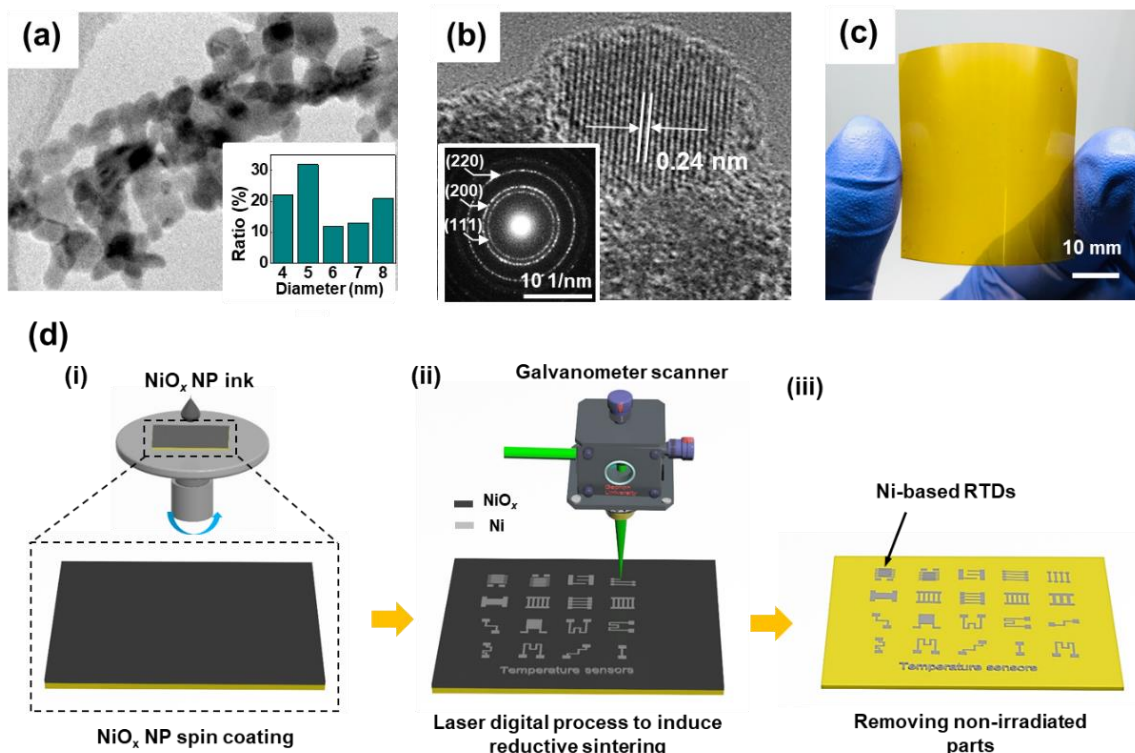 (a)
Ratio (%)
30
20
10
0
4 5 6 7 8
Diameter (nm)
(b)
0.24 nm
(220)
(200)
(111)
10 1/nm
(c)
10 mm
(d)
(i)
NiOx NP ink
NiOx NP spin coating
(ii)
Galvanometer scanner
NiOx
Ni
Temperature sensors
Laser digital process to induce
reductive sintering
(iii)
Ni-based RTDs
Temperature sensors
Removing non-irradiated
parts